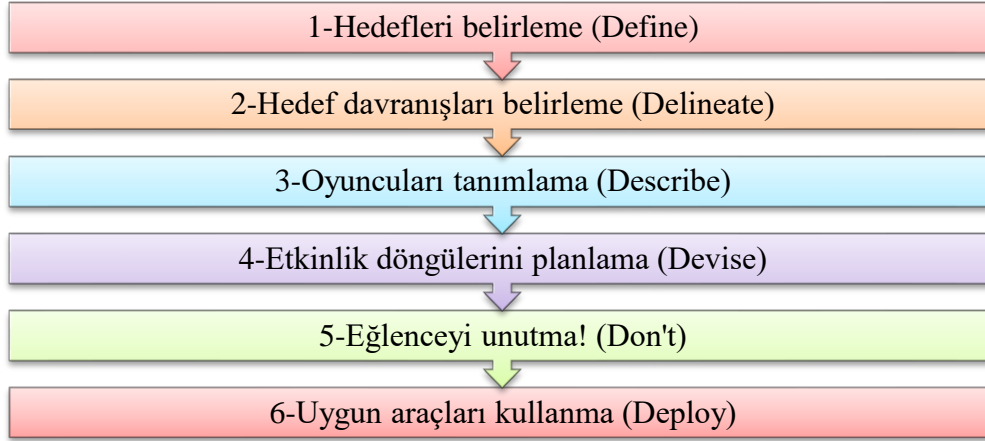 1-Hedefleri belirleme (Define)
2-Hedef davranışları belirleme (Delineate)
3-Oyuncuları tanımlama (Describe)
4-Etkinlik döngülerini planlama (Devise)
5-Eğlenceyi unutma! (Don't)
6-Uygun araçları kullanma (Deploy)